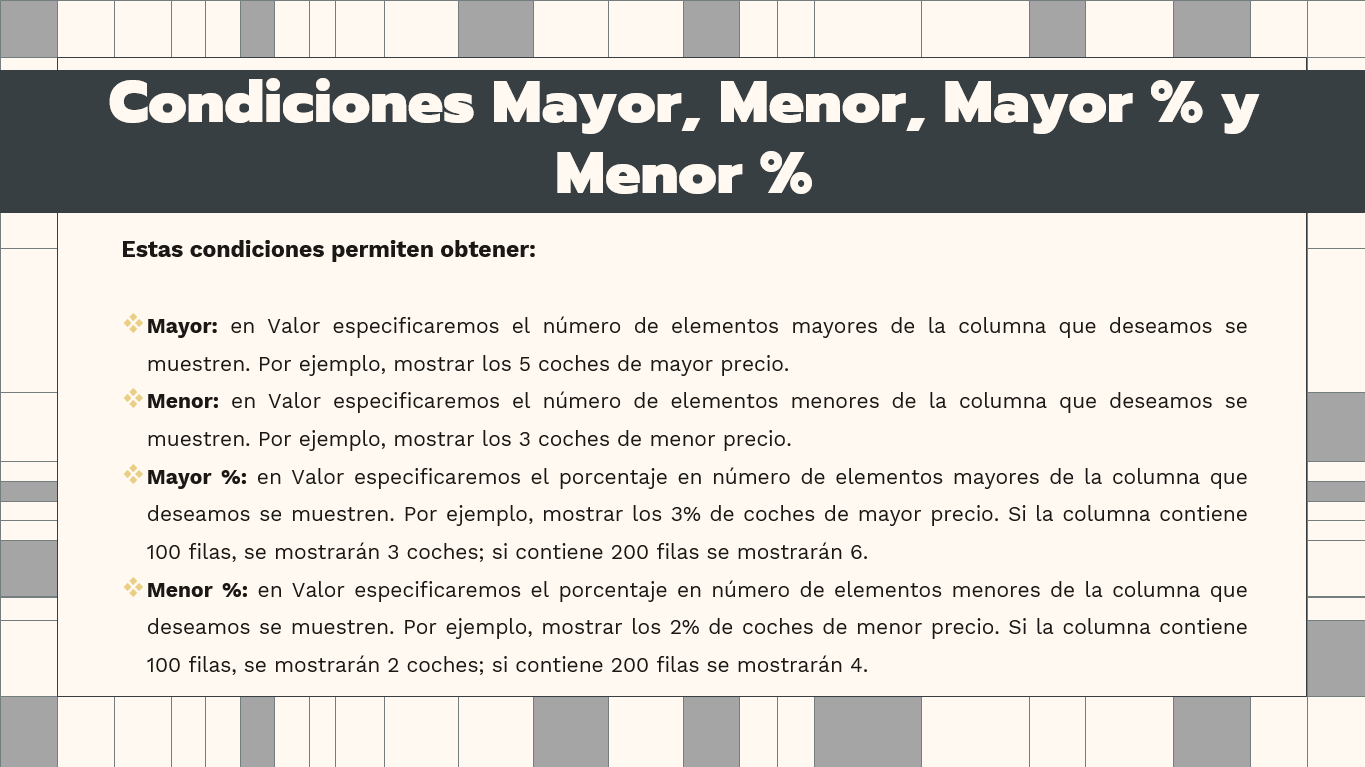 Condiciones Mayor, Menor, Mayor % y
Menor %
Estas condiciones permiten obtener:
Mayor: en Valor especificaremos el número de elementos mayores de la columna que deseamos se
muestren. Por ejemplo, mostrar los 5 coches de mayor precio.
Menor: en Valor especificaremos el número de elementos menores de la columna que deseamos se
muestren. Por ejemplo, mostrar los 3 coches de menor precio.
Mayor %: en Valor especificaremos el porcentaje en número de elementos mayores de la columna que
deseamos se muestren. Por ejemplo, mostrar los 3% de coches de mayor precio. Si la columna contiene
100 filas, se mostrarán 3 coches; si contiene 200 filas se mostrarán 6.
Menor %: en Valor especificaremos el porcentaje en número de elementos menores de la columna que
deseamos se muestren. Por ejemplo, mostrar los 2% de coches de menor precio. Si la columna contiene
100 filas, se mostrarán 2 coches; si contiene 200 filas se mostrarán 4.